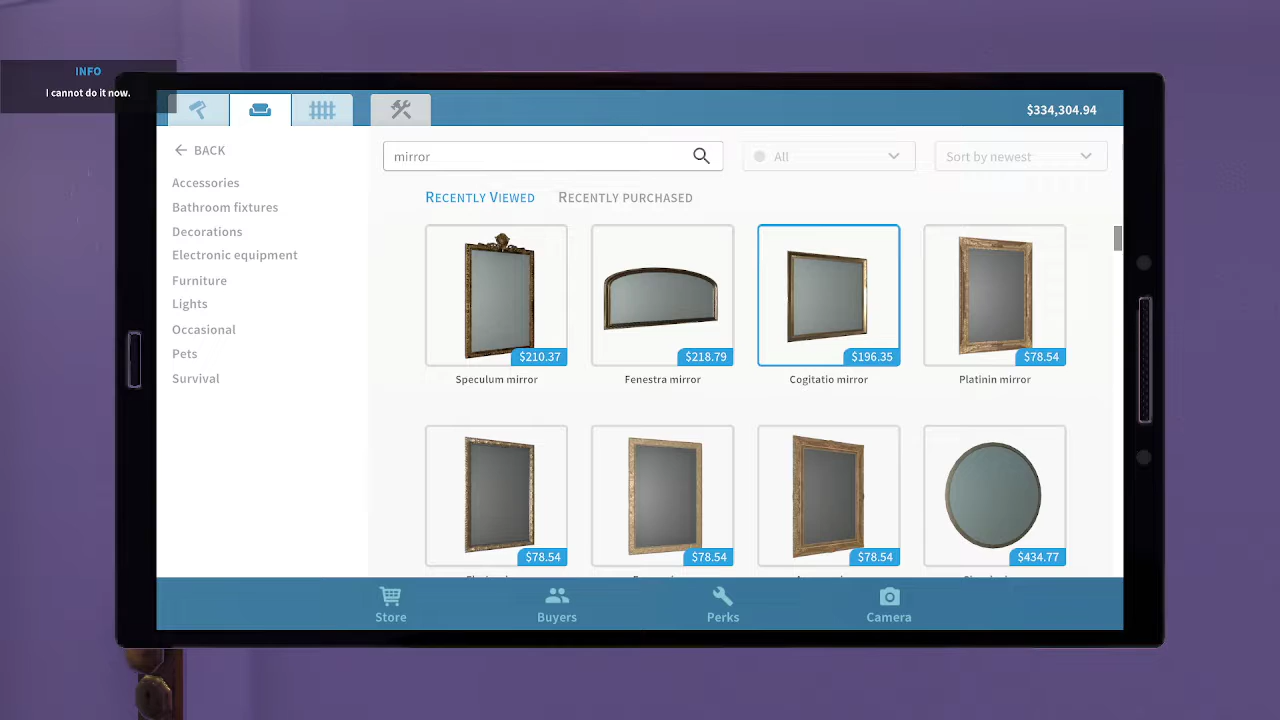 INFO
I cannot do it now.
$334,304.94
BACK
Accessories
Bathroom fixtures
Decorations
Electronic equipment
Furniture
Lights
Occasional
Pets
Survival
mirror
All
Sort by newest
RECENTLY VIEWED RECENTLY PURCHASED
$210.37 $218.79 $196.35 $78.54
Speculum mirror Fenestra mirror Cogitatio mirror Platinin mirror
$78.54 $78.54 $78.54 $434.77
Store Buyers Perks Camera